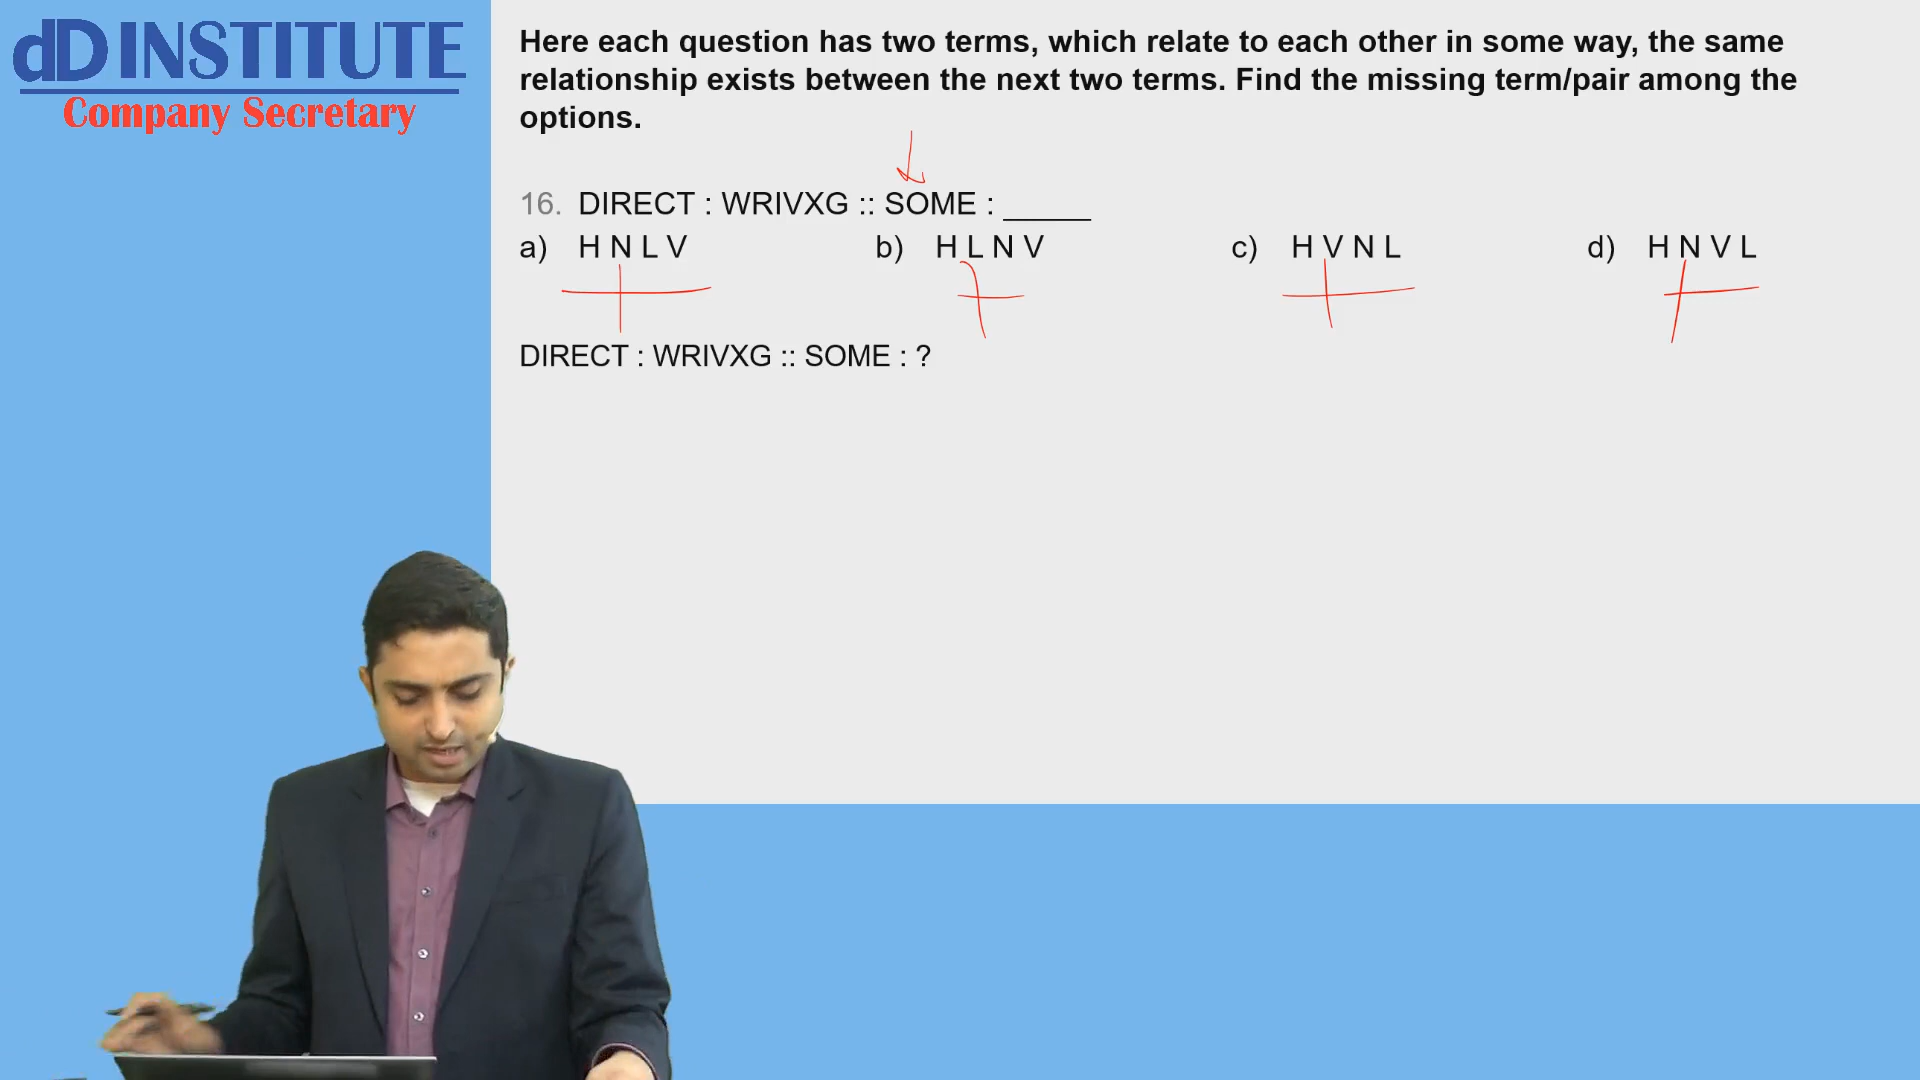 dD INSTITUTE
Company Secretary
Here each question has two terms, which relate to each other in some way, the same
relationship exists between the next two terms. Find the missing term/pair among the
options.
16. DIRECT : WRIVXG :: SOME : _____
a) H N L V b) H L N V c) H V N L d) H N V L
DIRECT : WRIVXG :: SOME : ?